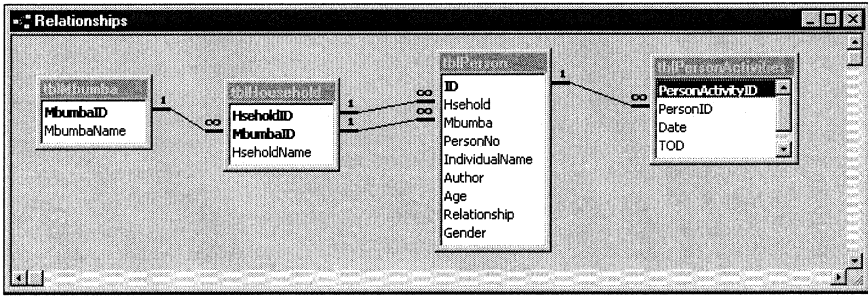 Relationships
tblMbumba
MbumbaID
MbumbaName
1
∞
tblHousehold
HseholdID
MbumbaID
HseholdName
1
1
∞
∞
tblPerson
ID
Hsehold
Mbumba
PersonNo
IndividualName
Author
Age
Relationship
Gender
1
∞
tblPersonActivities
PersonActivityID
PersonID
Date
TOD